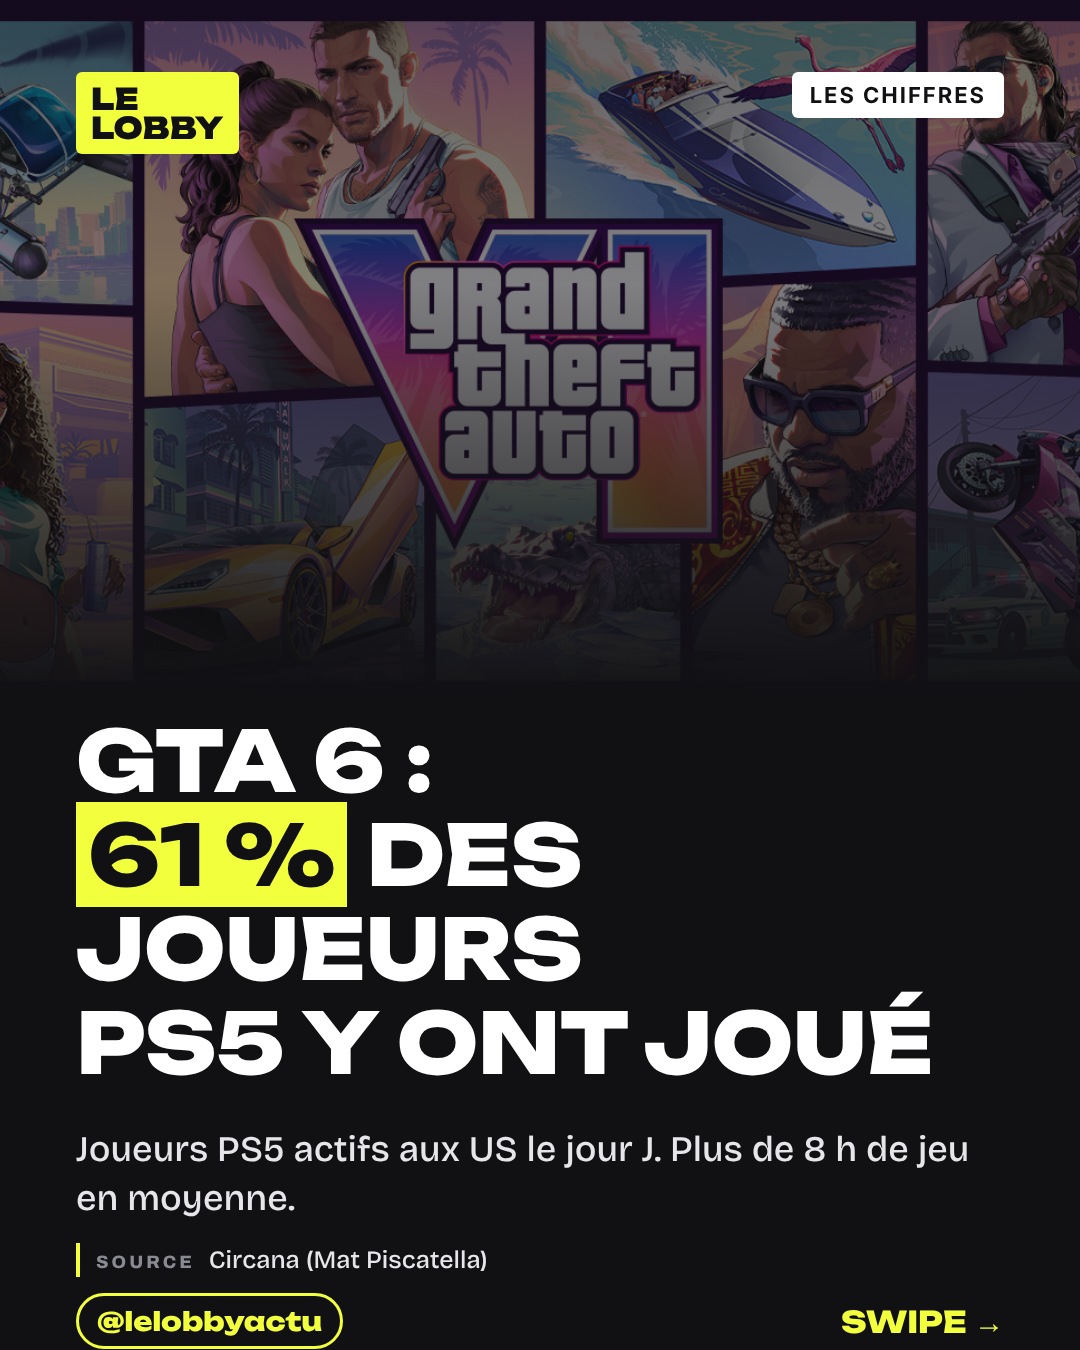 LE
LOBBY
LES CHIFFRES
VI
grand
theft
auto
GTA 6 :
61 % DES
JOUEURS
PS5 Y ONT JOUÉ
Joueurs PS5 actifs aux US le jour J. Plus de 8 h de jeu
en moyenne.
SOURCE Circana (Mat Piscatella)
@lelobbyactu
SWIPE →